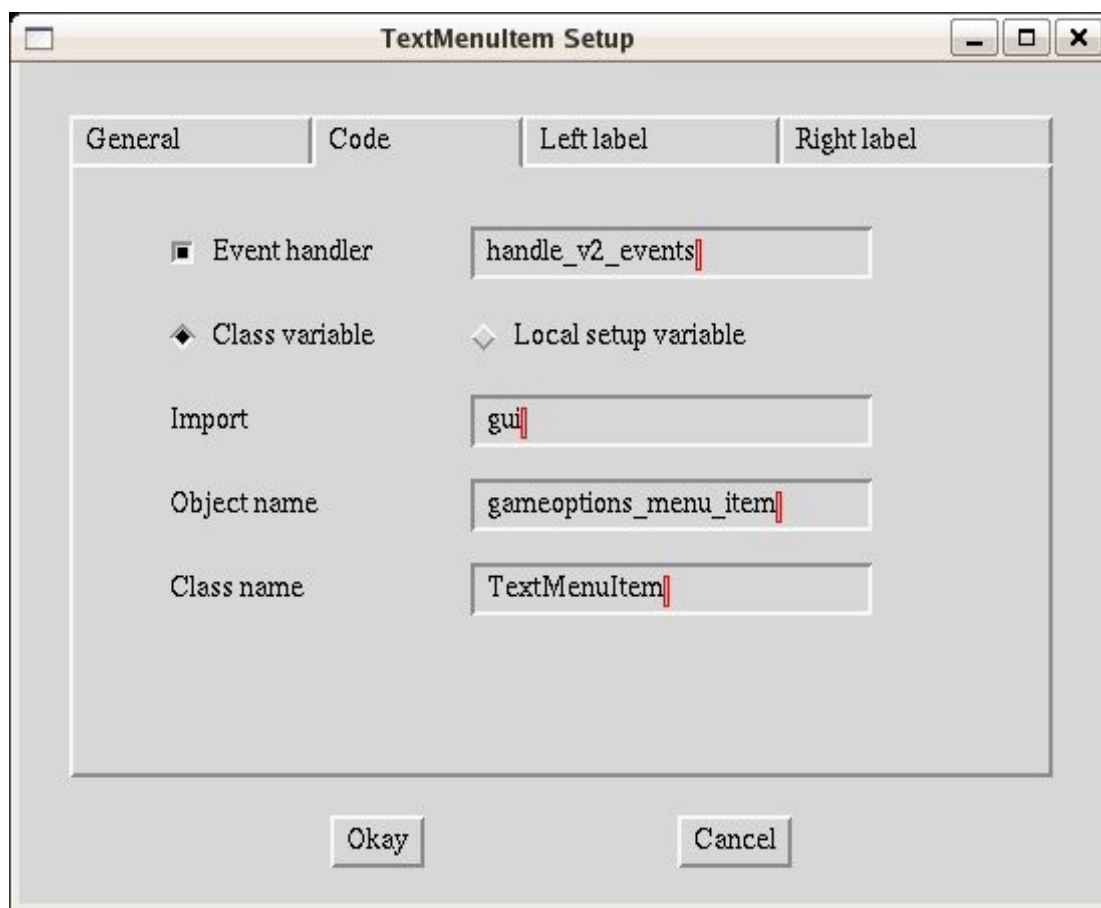 TextMenuItem Setup
General Code Left label Right label
Event handler handle_v2_events
Class variable Local setup variable
Import gui
Object name gameoptions_menu_item
Class name TextMenuItem
Okay Cancel